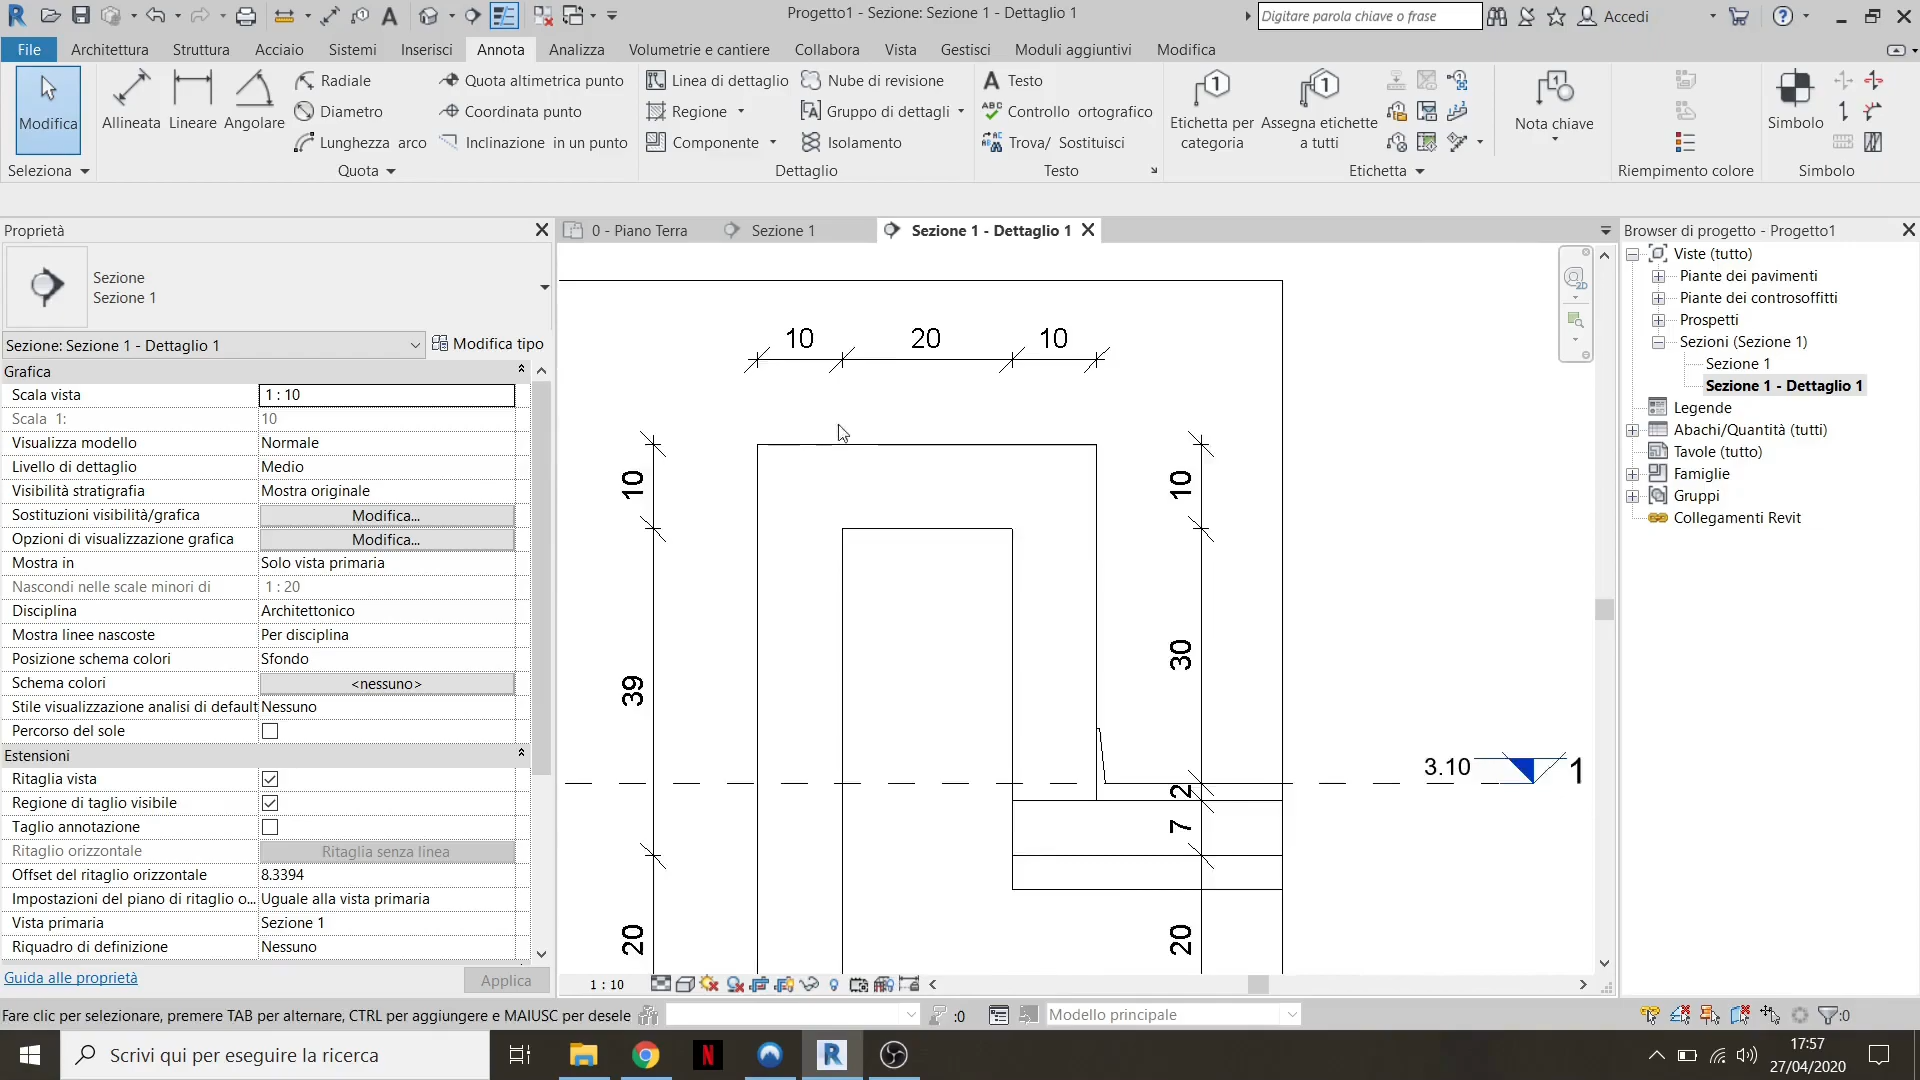 Progetto1 - Sezione: Sezione 1 - Dettaglio 1
Digitare parola chiave o frase
Accedi
File Architettura Struttura Acciaio Sistemi Inserisci Annota Analizza Volumetrie e cantiere Collabora Vista Gestisci Moduli aggiuntivi Modifica
Modifica
Seleziona
Allineata Lineare Angolare
Radiale
Diametro
Lunghezza arco
Quota altimetrica punto
Coordinata punto
Inclinazione in un punto
Quota
Linea di dettaglio
Regione
Componente
Nube di revisione
Gruppo di dettagli
Isolamento
Dettaglio
Testo
Controllo ortografico
Trova/ Sostituisci
Testo
Etichetta per categoria
Assegna etichette a tutti
Etichetta
Nota chiave
Riempimento colore
Simbolo
Simbolo
Proprietà
Sezione
Sezione 1
Sezione: Sezione 1 - Dettaglio 1
Modifica tipo
Grafica
Scala vista 1 : 10
Scala 1: 10
Visualizza modello Normale
Livello di dettaglio Medio
Visibilità stratigrafia Mostra originale
Sostituzioni visibilità/grafica Modifica...
Opzioni di visualizzazione grafica Modifica...
Mostra in Solo vista primaria
Nascondi nelle scale minori di 1 : 20
Disciplina Architettonico
Mostra linee nascoste Per disciplina
Posizione schema colori Sfondo
Schema colori <nessuno>
Stile visualizzazione analisi di default Nessuno
Percorso del sole
Estensioni
Ritaglia vista
Regione di taglio visibile
Taglio annotazione
Ritaglio orizzontale Ritaglia senza linea
Offset del ritaglio orizzontale 8.3394
Impostazioni del piano di ritaglio o... Uguale alla vista primaria
Vista primaria Sezione 1
Riquadro di definizione Nessuno
Guida alle proprietà
Applica
0 - Piano Terra
Sezione 1
Sezione 1 - Dettaglio 1
2D
10 20 10
10
39
20
10
30
2
7
20
3.10
1
1 : 10
Browser di progetto - Progetto1
Viste (tutto)
Piante dei pavimenti
Piante dei controsoffitti
Prospetti
Sezioni (Sezione 1)
Sezione 1
Sezione 1 - Dettaglio 1
Legende
Abachi/Quantità (tutti)
Tavole (tutto)
Famiglie
Gruppi
Collegamenti Revit
Fare clic per selezionare, premere TAB per alternare, CTRL per aggiungere e MAIUSC per desele
:0
Modello principale
:0
Scrivi qui per eseguire la ricerca
17:57
27/04/2020